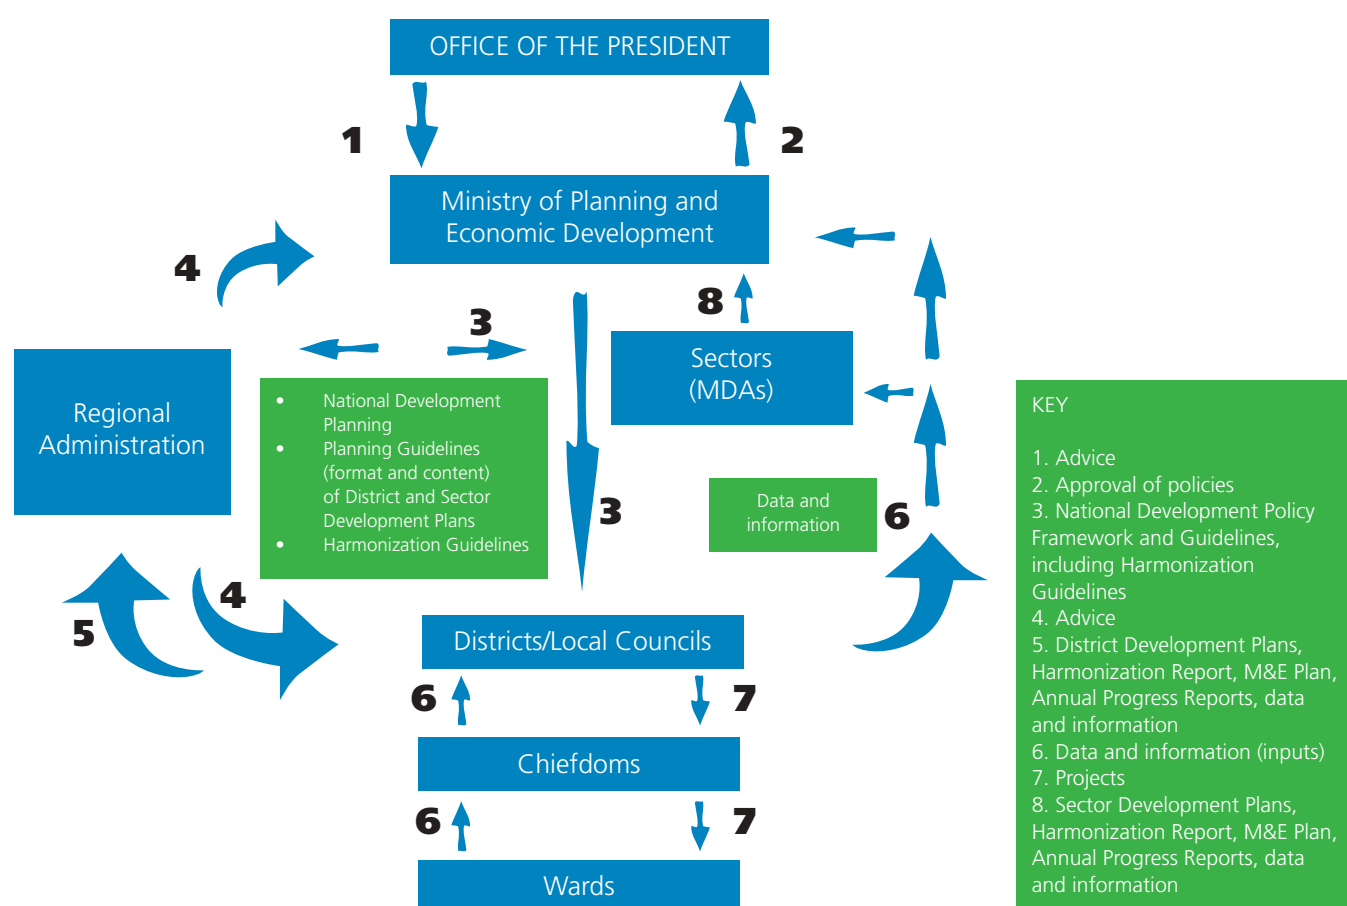 OFFICE OF THE PRESIDENT
1
2
Ministry of Planning and
Economic Development
4
8
3
Sectors
(MDAs)
Regional
Administration
• National Development
Planning
• Planning Guidelines
(format and content)
of District and Sector
Development Plans
• Harmonization Guidelines
3
Data and
information
6
4
5
Districts/Local Councils
6
7
Chiefdoms
6
7
Wards
KEY
1. Advice
2. Approval of policies
3. National Development Policy
Framework and Guidelines,
including Harmonization
Guidelines
4. Advice
5. District Development Plans,
Harmonization Report, M&E Plan,
Annual Progress Reports, data
and information
6. Data and information (inputs)
7. Projects
8. Sector Development Plans,
Harmonization Report, M&E Plan,
Annual Progress Reports, data
and information